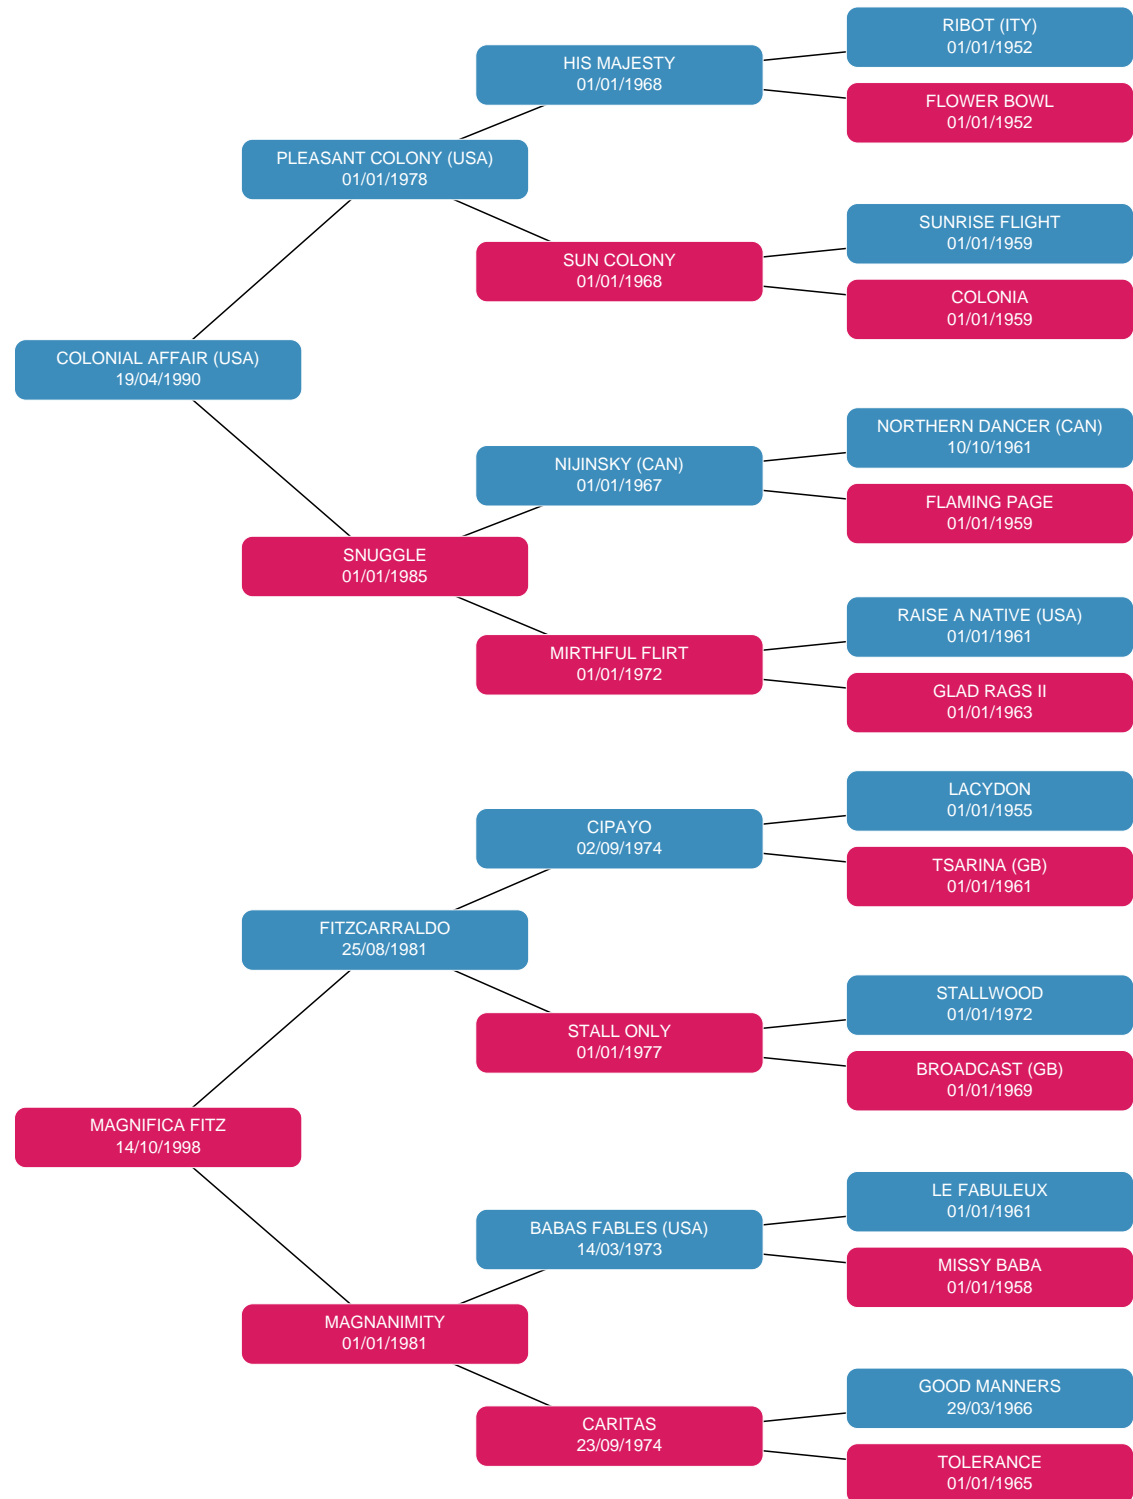 RIBOT (ITY)
01/01/1952
HIS MAJESTY
01/01/1968
FLOWER BOWL
01/01/1952
PLEASANT COLONY (USA)
01/01/1978
SUNRISE FLIGHT
01/01/1959
SUN COLONY
01/01/1968
COLONIA
01/01/1959
COLONIAL AFFAIR (USA)
19/04/1990
NORTHERN DANCER (CAN)
10/10/1961
NIJINSKY (CAN)
01/01/1967
FLAMING PAGE
01/01/1959
SNUGGLE
01/01/1985
RAISE A NATIVE (USA)
01/01/1961
MIRTHFUL FLIRT
01/01/1972
GLAD RAGS II
01/01/1963
LACYDON
01/01/1955
CIPAYO
02/09/1974
TSARINA (GB)
01/01/1961
FITZCARRALDO
25/08/1981
STALLWOOD
01/01/1972
STALL ONLY
01/01/1977
BROADCAST (GB)
01/01/1969
MAGNIFICA FITZ
14/10/1998
LE FABULEUX
01/01/1961
BABAS FABLES (USA)
14/03/1973
MISSY BABA
01/01/1958
MAGNANIMITY
01/01/1981
GOOD MANNERS
29/03/1966
CARITAS
23/09/1974
TOLERANCE
01/01/1965